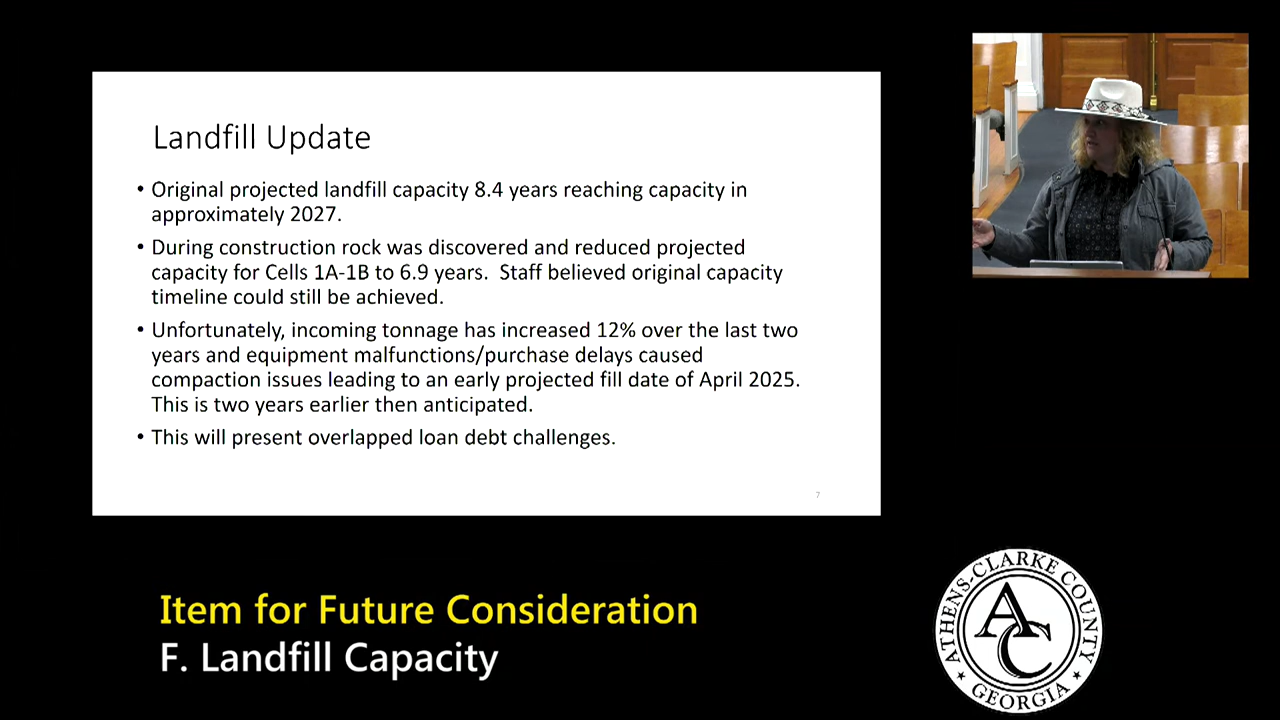 Landfill Update
• Original projected landfill capacity 8.4 years reaching capacity in
approximately 2027.
• During construction rock was discovered and reduced projected
capacity for Cells 1A-1B to 6.9 years.  Staff believed original capacity
timeline could still be achieved.
• Unfortunately, incoming tonnage has increased 12% over the last two
years and equipment malfunctions/purchase delays caused
compaction issues leading to an early projected fill date of April 2025.
This is two years earlier then anticipated.
• This will present overlapped loan debt challenges.
7
Item for Future Consideration
F. Landfill Capacity
ATHENS-CLARKE COUNTY
AC
GEORGIA